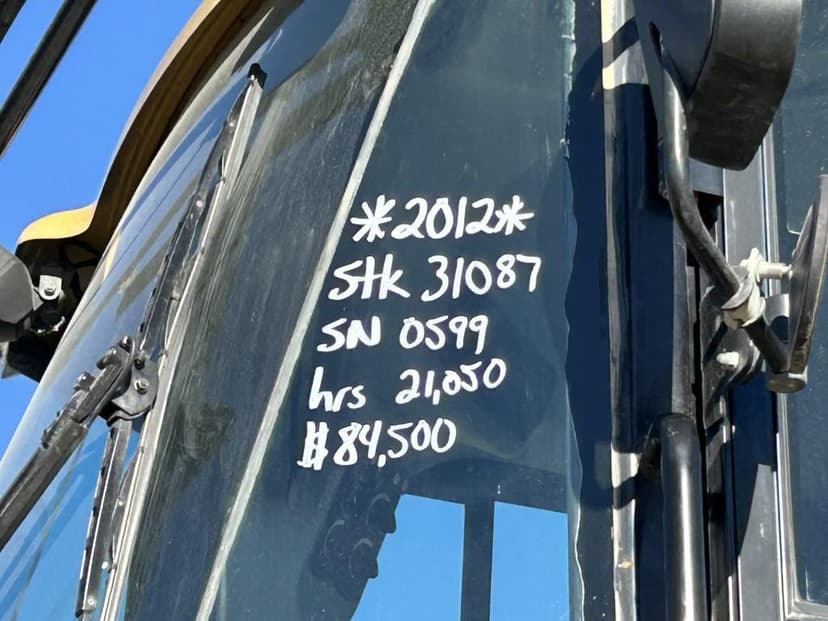 *2012*
Stk 31087
SN 0599
hrs 21,050
$84,500